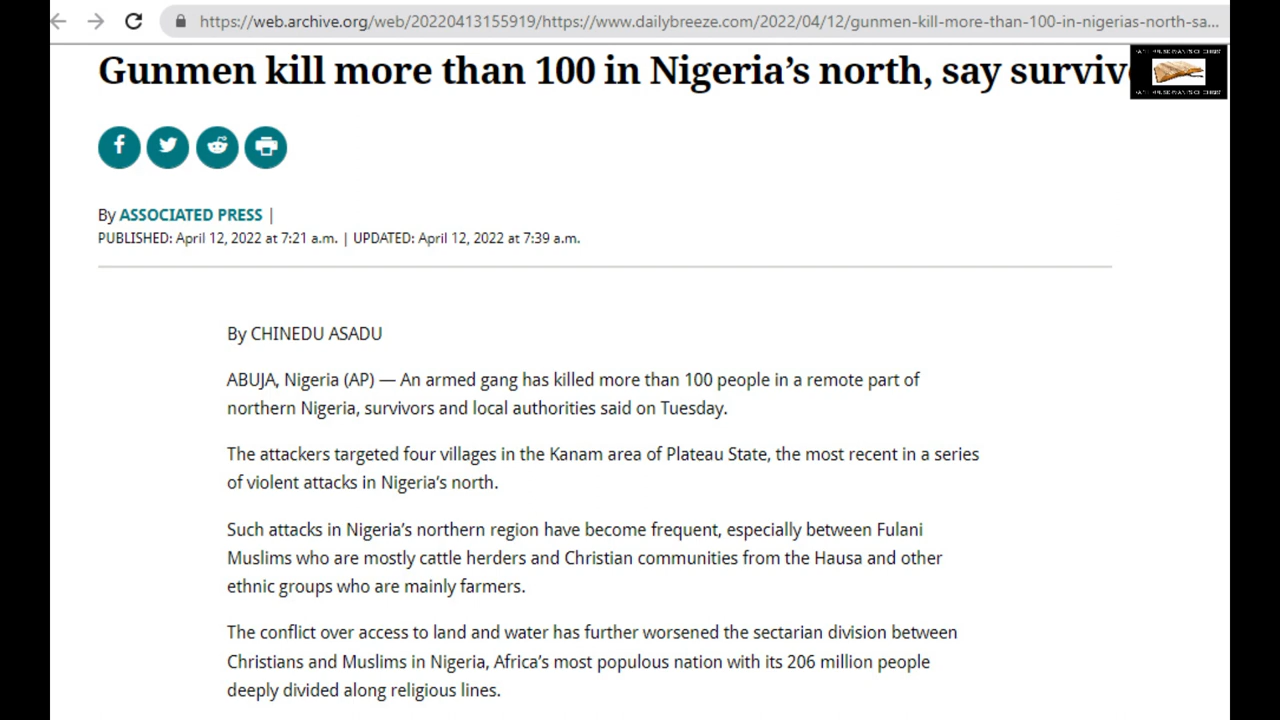 https://web.archive.org/web/20220413155919/https://www.dailybreeze.com/2022/04/12/gunmen-kill-more-than-100-in-nigerias-north-sa...
Gunmen kill more than 100 in Nigeria’s north, say
By ASSOCIATED PRESS |
PUBLISHED: April 12, 2022 at 7:21 a.m. | UPDATED: April 12, 2022 at 7:39 a.m.
By CHINEDU ASADU
ABUJA, Nigeria (AP) — An armed gang has killed more than 100 people in a remote part of
northern Nigeria, survivors and local authorities said on Tuesday.
The attackers targeted four villages in the Kanam area of Plateau State, the most recent in a series
of violent attacks in Nigeria’s north.
Such attacks in Nigeria’s northern region have become frequent, especially between Fulani
Muslims who are mostly cattle herders and Christian communities from the Hausa and other
ethnic groups who are mainly farmers.
The conflict over access to land and water has further worsened the sectarian division between
Christians and Muslims in Nigeria, Africa’s most populous nation with its 206 million people
deeply divided along religious lines.